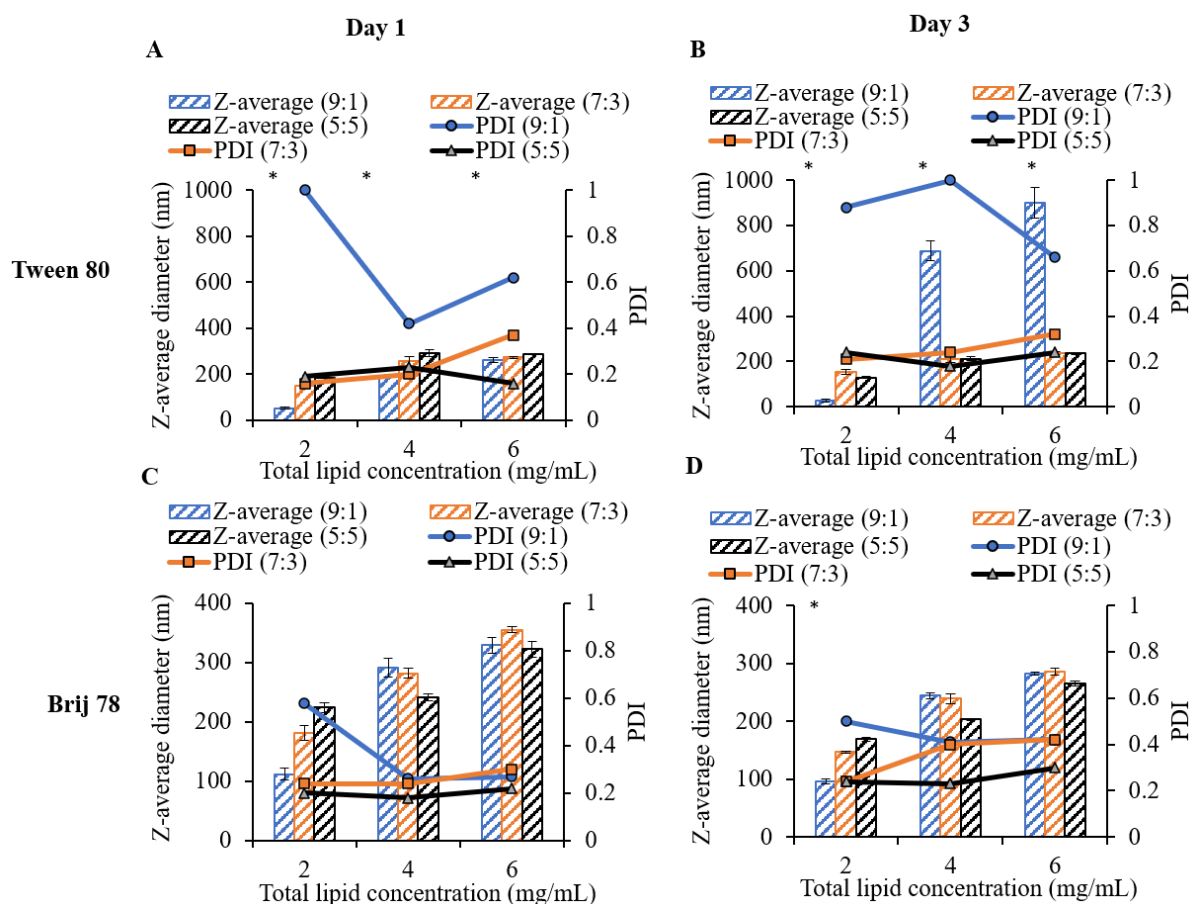 Day 1
Day 3
Tween 80
Brij 78
A
Z-average (9:1) Z-average (7:3)
Z-average (5:5) PDI (9:1)
PDI (7:3) PDI (5:5)
* * *
Z-average diameter (nm)
1000
800
600
400
200
0
1
0.8
0.6
0.4
0.2
0
PDI
2 4 6
Total lipid concentration (mg/mL)
B
Z-average (9:1) Z-average (7:3)
Z-average (5:5) PDI (9:1)
PDI (7:3) PDI (5:5)
* * *
Z-average diameter (nm)
1000
800
600
400
200
0
1
0.8
0.6
0.4
0.2
0
PDI
2 4 6
Total lipid concentration (mg/mL)
C
Z-average (9:1) Z-average (7:3)
Z-average (5:5) PDI (9:1)
PDI (7:3) PDI (5:5)
Z-average diameter (nm)
400
300
200
100
0
1
0.8
0.6
0.4
0.2
0
PDI
2 4 6
Total lipid concentration (mg/mL)
D
Z-average (9:1) Z-average (7:3)
Z-average (5:5) PDI (9:1)
PDI (7:3) PDI (5:5)
*
Z-average diameter (nm)
400
300
200
100
0
1
0.8
0.6
0.4
0.2
0
PDI
2 4 6
Total lipid concentration (mg/mL)